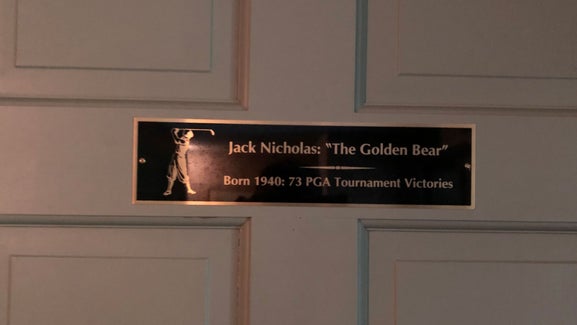 Jack Nicholas: "The Golden Bear"
Born 1940: 73 PGA Tournament Victories